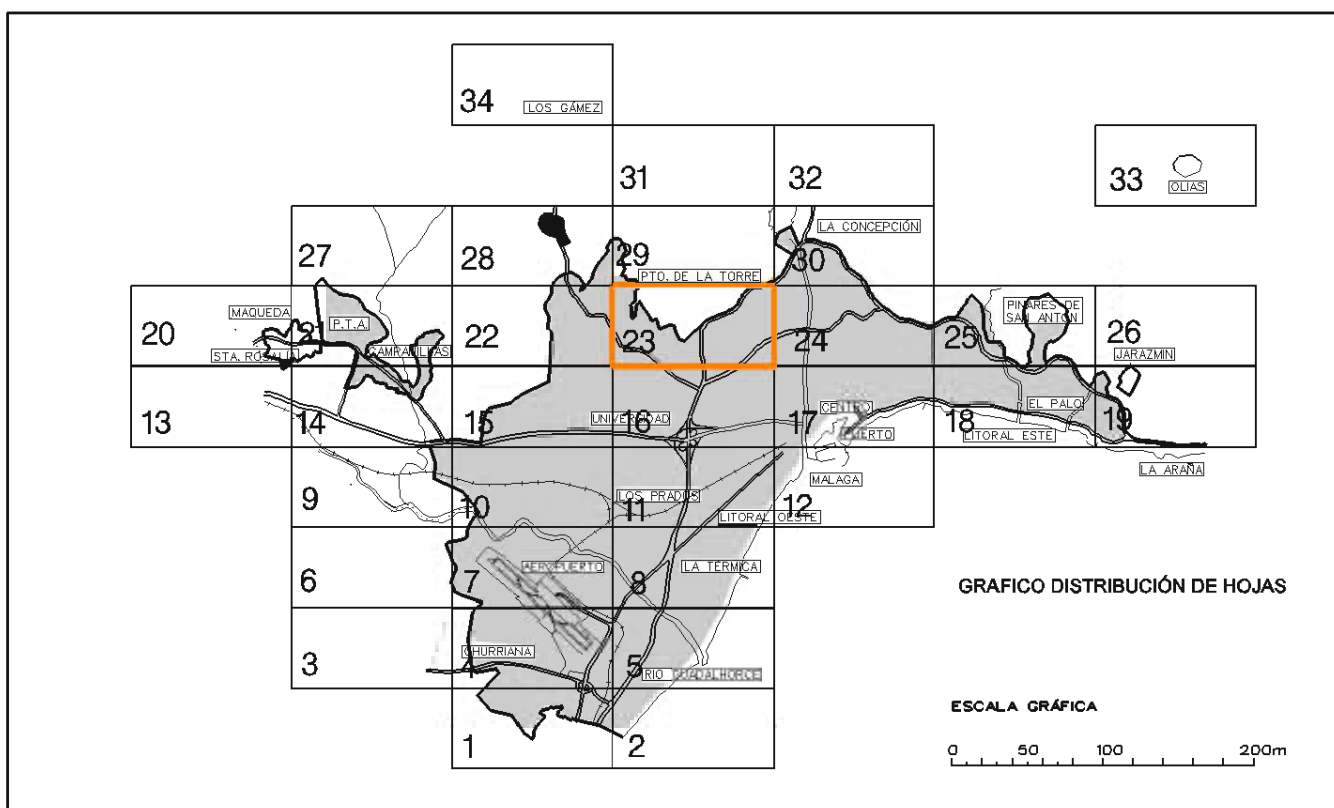 34 LOS GÁMEZ
31 32 33
OLIAS
LA CONCEPCIÓN
27 28 29 30
PTO. DE LA TORRE
MAQUEDA
P.T.A.
PINARES DE
SAN ANTON
20 21 22 23 24 25 26
STA. ROSALIA
CAMPANILLAS
JARAZMIN
13 14 15 16 17 18 19
UNIVERSIDAD
CENTRO
EL PALO
PUERTO
LITORAL ESTE
LA ARAÑA
MALAGA
9 10 11 12
LOS PRADOS
LITORAL OESTE
6 7 8
AEROPUERTO
LA TÉRMICA
GRAFICO DISTRIBUCIÓN DE HOJAS
3 5
CHURRIANA
RIO GUADALHORCE
1 2
ESCALA GRÁFICA
0 50 100 200m